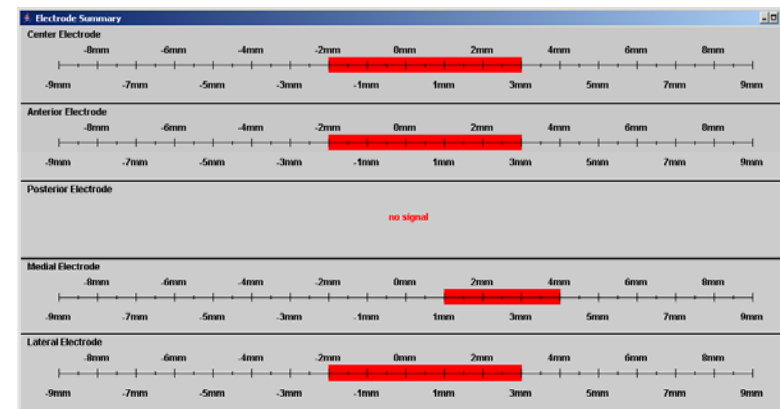 Electrode Summary
Center Electrode
-8mm -6mm -4mm -2mm 0mm 2mm 4mm 6mm 8mm
-9mm -7mm -5mm -3mm -1mm 1mm 3mm 5mm 7mm 9mm
Anterior Electrode
-8mm -6mm -4mm -2mm 0mm 2mm 4mm 6mm 8mm
-9mm -7mm -5mm -3mm -1mm 1mm 3mm 5mm 7mm 9mm
Posterior Electrode
no signal
Medial Electrode
-8mm -6mm -4mm -2mm 0mm 2mm 4mm 6mm 8mm
-9mm -7mm -5mm -3mm -1mm 1mm 3mm 5mm 7mm 9mm
Lateral Electrode
-8mm -6mm -4mm -2mm 0mm 2mm 4mm 6mm 8mm
-9mm -7mm -5mm -3mm -1mm 1mm 3mm 5mm 7mm 9mm